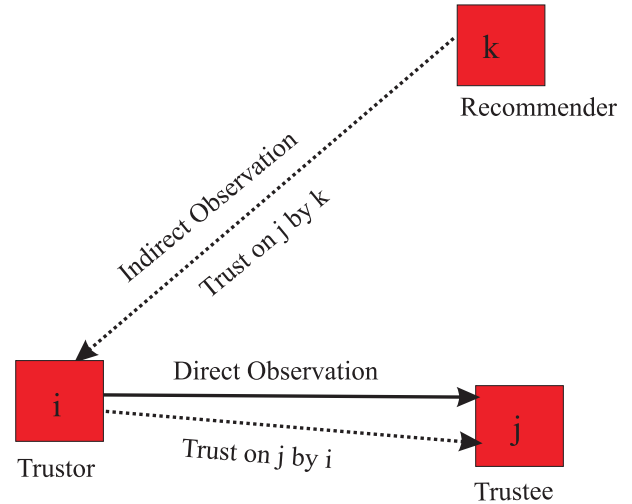 k
Recommender
Indirect Observation
Trust on j by k
i
Trustor
Direct Observation
Trust on j by i
j
Trustee